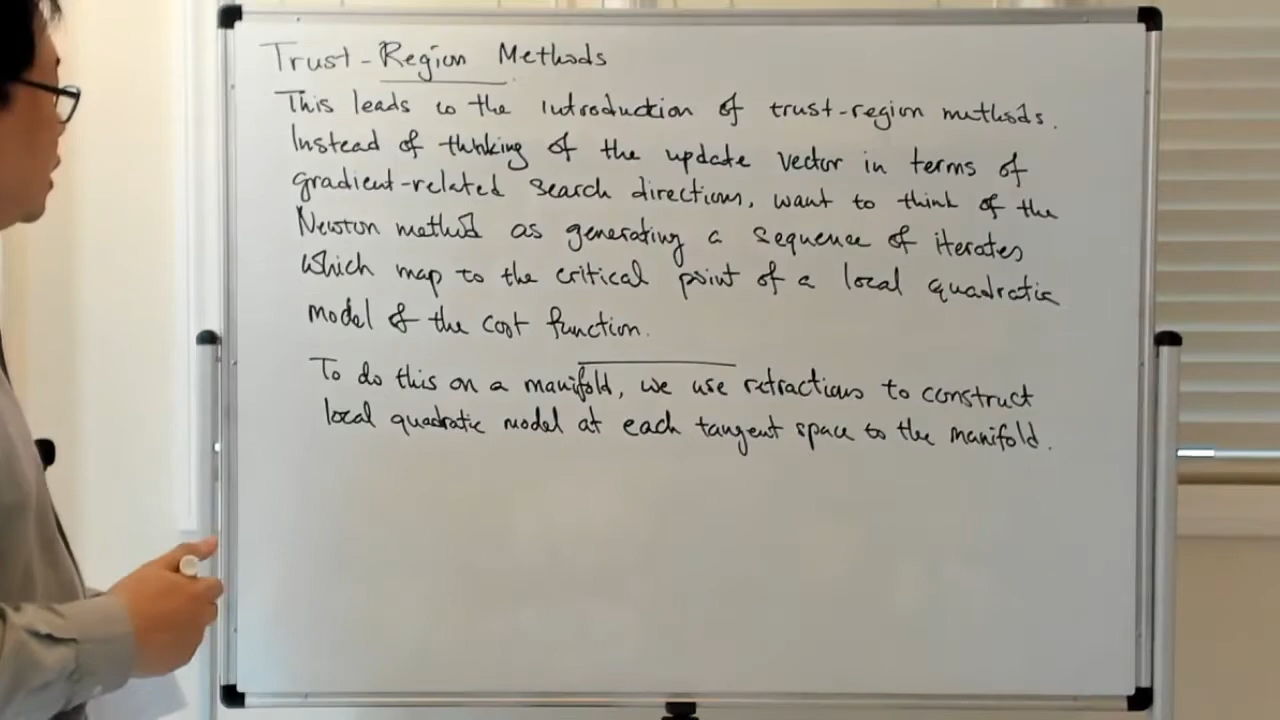 Trust-Region Methods
This leads to the introduction of trust-region methods.
Instead of thinking of the update vector in terms of
gradient-related search directions, want to think of the
Newton method as generating a sequence of iterates
which map to the critical point of a local quadratic
model of the cost function.
To do this on a manifold, we use retractions to construct
local quadratic model at each tangent space to the manifold.